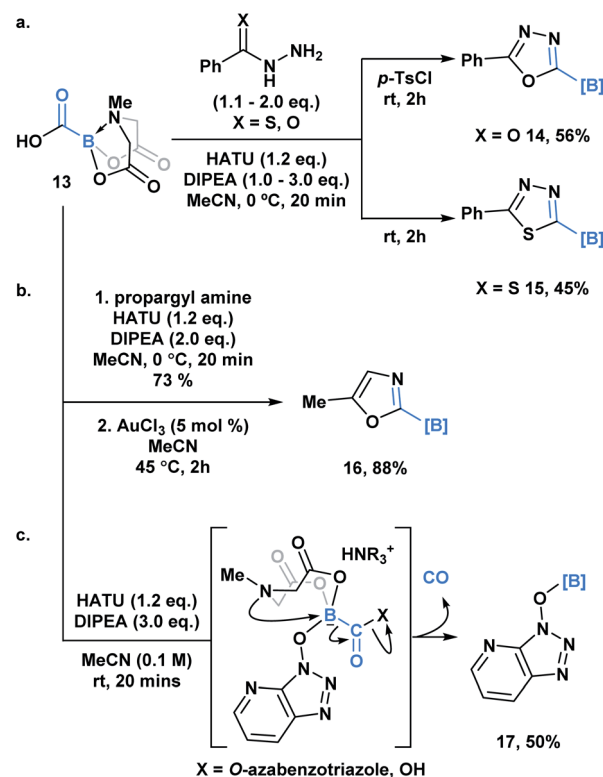 a.
X
Ph
N
H
NH₂
(1.1 - 2.0 eq.)
X = S, O
HATU (1.2 eq.)
DIPEA (1.0 - 3.0 eq.)
MeCN, 0 ºC, 20 min
O
HO
B
NMe
O
O
O
O
13
p-TsCl
rt, 2h
N
N
Ph
O
[B]
X = O 14, 56%
rt, 2h
N
N
Ph
S
[B]
X = S 15, 45%
b.
1. propargyl amine
HATU (1.2 eq.)
DIPEA (2.0 eq.)
MeCN, 0 °C, 20 min
73 %
2. AuCl₃ (5 mol %)
MeCN
45 °C, 2h
N
Me
O
[B]
16, 88%
c.
HATU (1.2 eq.)
DIPEA (3.0 eq.)
MeCN (0.1 M)
rt, 20 mins
O
O
HNR₃⁺
Me
N
O
O
B
C
X
O
O
N
N
N
N
X = O-azabenzotriazole, OH
CO
[B]
O
N
N
N
N
17, 50%